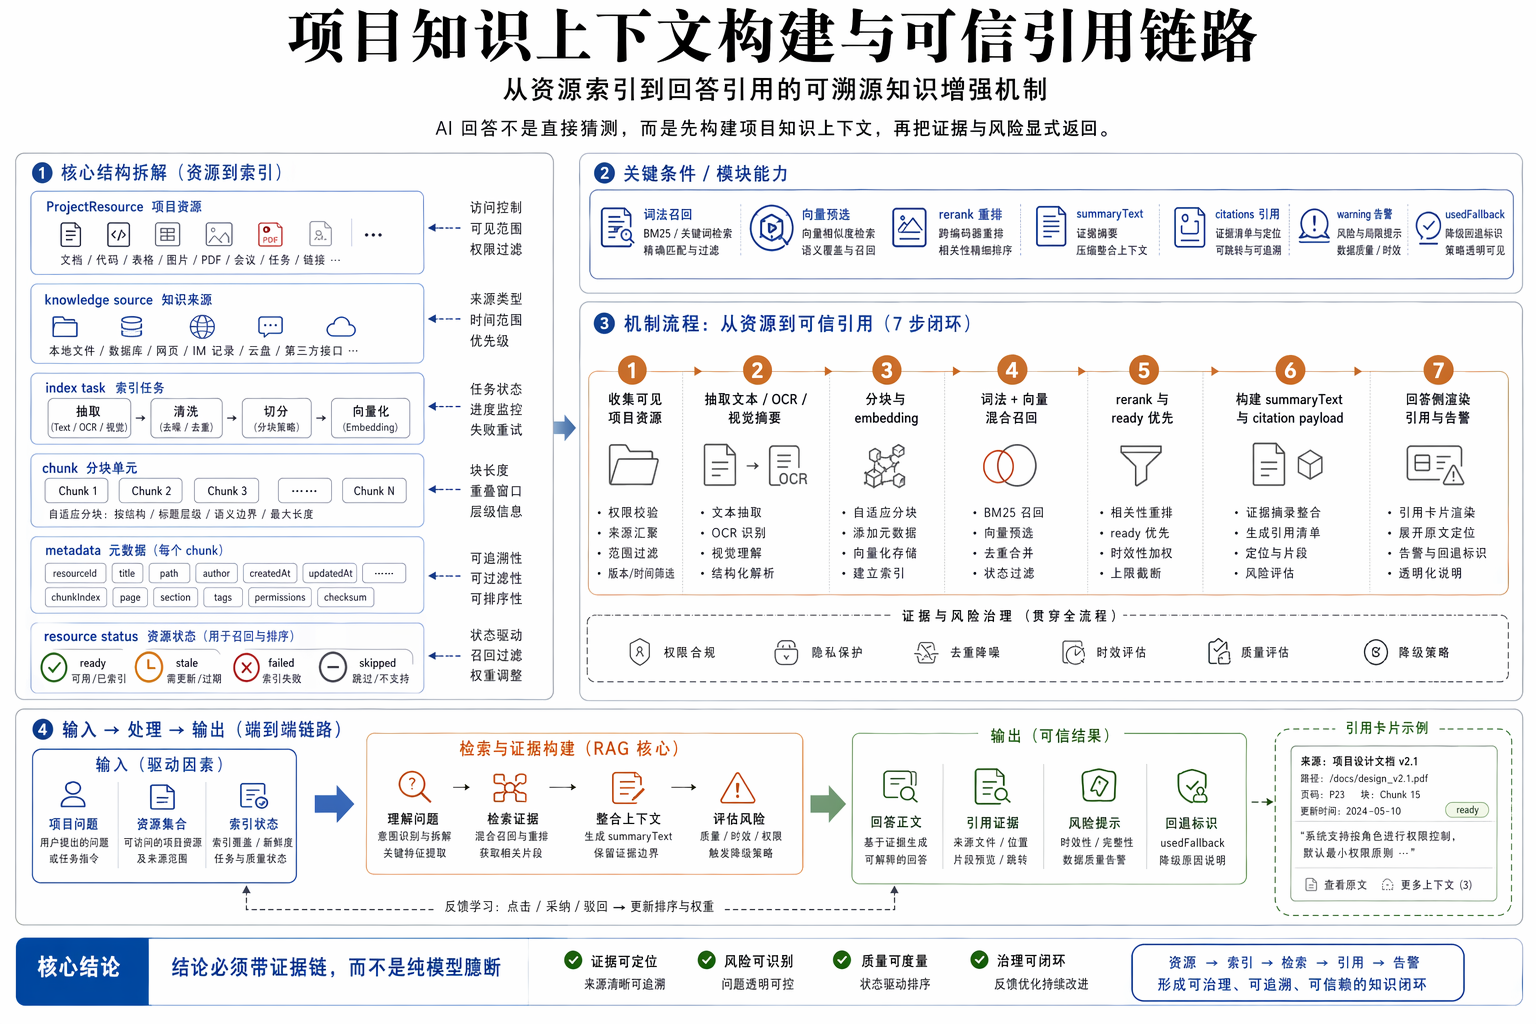 项目知识上下文构建与可信引用链路
从资源索引到回答引用的可溯源知识增强机制
AI 回答不是直接猜测，而是先构建项目知识上下文，再把证据与风险显式返回。
1 核心结构拆解（资源到索引）
ProjectResource 项目资源
PDF
···
文档 / 代码 / 表格 / 图片 / PDF / 会议 / 任务 / 链接 ···
访问控制
可见范围
权限过滤
knowledge source 知识来源
本地文件 / 数据库 / 网页 / IM 记录 / 云盘 / 第三方接口 ···
来源类型
时间范围
优先级
index task 索引任务
抽取 → 清洗 → 切分 → 向量化
(Text / OCR / 视觉) (去噪 / 去重) (分块策略) (Embedding)
任务状态
进度监控
失败重试
chunk 分块单元
Chunk 1 Chunk 2 Chunk 3 ······ Chunk N
自适应分块：按结构 / 标题层级 / 语义边界 / 最大长度
块长度
重叠窗口
层级信息
metadata 元数据（每个 chunk）
resourceId title path author createdAt updatedAt ······
chunkIndex page section tags permissions checksum
可追溯性
可过滤性
可排序性
resource status 资源状态（用于召回与排序）
ready stale failed skipped
可用/已索引 需更新/过期 索引失败 跳过/不支持
状态驱动
召回过滤
权重调整
2 关键条件 / 模块能力
词法召回
BM25 / 关键词检索
精确匹配与过滤
向量预选
向量相似度检索
语义覆盖与召回
rerank 重排
跨编码器重排
相关性精细排序
summaryText
证据摘要
压缩整合上下文
citations 引用
证据清单与定位
可跳转与可追溯
warning 告警
风险与局限提示
数据质量 / 时效
usedFallback
降级回退标识
策略透明可见
3 机制流程：从资源到可信引用（7 步闭环）
1
收集可见
项目资源
• 权限校验
• 来源汇聚
• 范围过滤
• 版本/时间筛选
2
抽取文本 / OCR /
视觉摘要
→ OCR
• 文本抽取
• OCR 识别
• 视觉理解
• 结构化解析
3
分块与
embedding
• 自适应分块
• 添加元数据
• 向量化存储
• 建立索引
4
词法 + 向量
混合召回
• BM25 召回
• 向量预选
• 去重合并
• 状态过滤
5
rerank 与
ready 优先
• 相关性重排
• ready 优先
• 时效性加权
• 上限截断
6
构建 summaryText
与 citation payload
• 证据摘录整合
• 生成引用清单
• 定位与片段
• 风险评估
7
回答侧渲染
引用与告警
• 引用卡片渲染
• 展开原文定位
• 告警与回退标识
• 透明化说明
证据与风险治理（贯穿全流程）
权限合规 隐私保护 去重降噪 时效评估 质量评估 降级策略
4 输入 → 处理 → 输出（端到端链路）
输入（驱动因素）
项目问题
用户提出的问题
或任务指令
资源集合
可访问的项目资源
及来源范围
索引状态
索引覆盖 / 新鲜度
任务与质量状态
检索与证据构建（RAG 核心）
理解问题
意图识别与拆解
关键特征提取
检索证据
混合召回与重排
获取相关片段
整合上下文
生成 summaryText
保留证据边界
评估风险
质量 / 时效 / 权限
触发降级策略
输出（可信结果）
回答正文
基于证据生成
可解释的回答
引用证据
来源文件 / 位置
片段预览 / 跳转
风险提示
时效性 / 完整性
数据质量告警
回退标识
usedFallback
降级原因说明
反馈学习：点击 / 采纳 / 驳回 → 更新排序与权重
引用卡片示例
来源：项目设计文档 v2.1
路径：/docs/design_v2.1.pdf
页码：P23 块：Chunk 15
更新时间：2024-05-10 ready
"系统支持按角色进行权限控制，
默认最小权限原则 ···"
查看原文 更多上下文 (3)
核心结论
结论必须带证据链，而不是纯模型臆断
证据可定位
来源清晰可追溯
风险可识别
问题透明可控
质量可度量
状态驱动排序
治理可闭环
反馈优化持续改进
资源 → 索引 → 检索 → 引用 → 告警
形成可治理、可追溯、可信赖的知识闭环